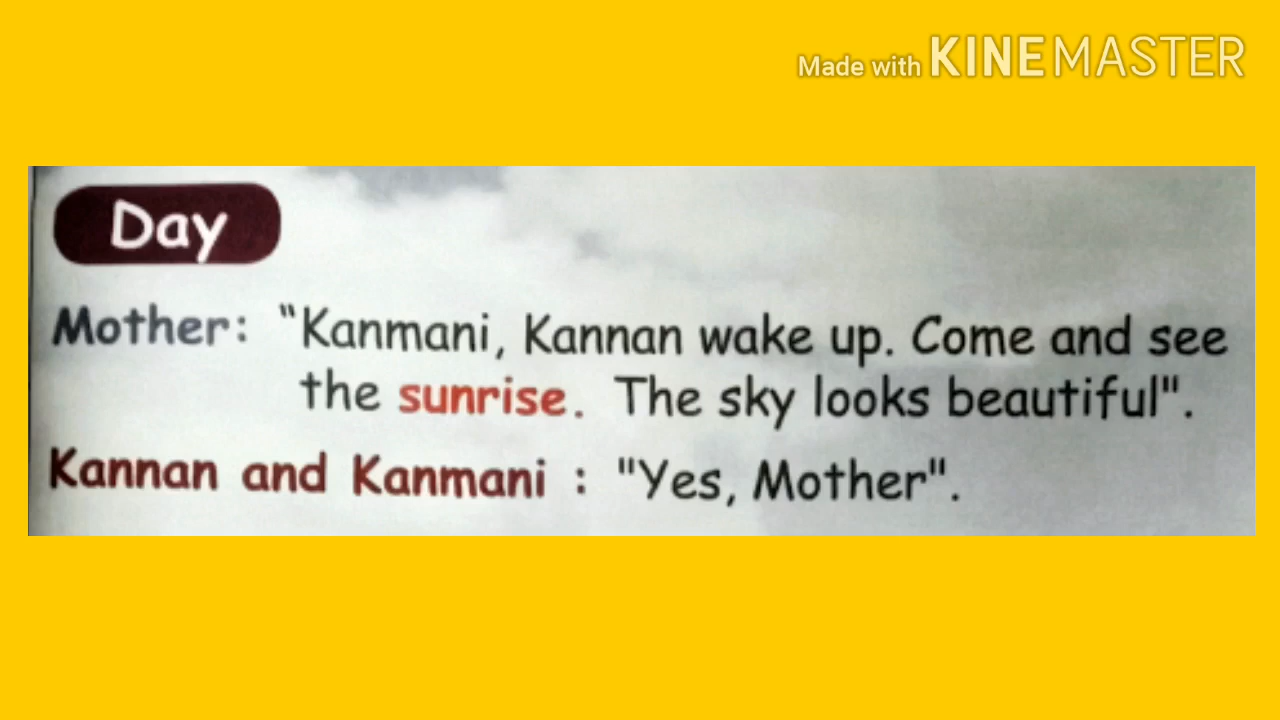 Made with KINEMASTER
Day
Mother: “Kanmani, Kannan wake up. Come and see
the sunrise. The sky looks beautiful".
Kannan and Kanmani : "Yes, Mother".